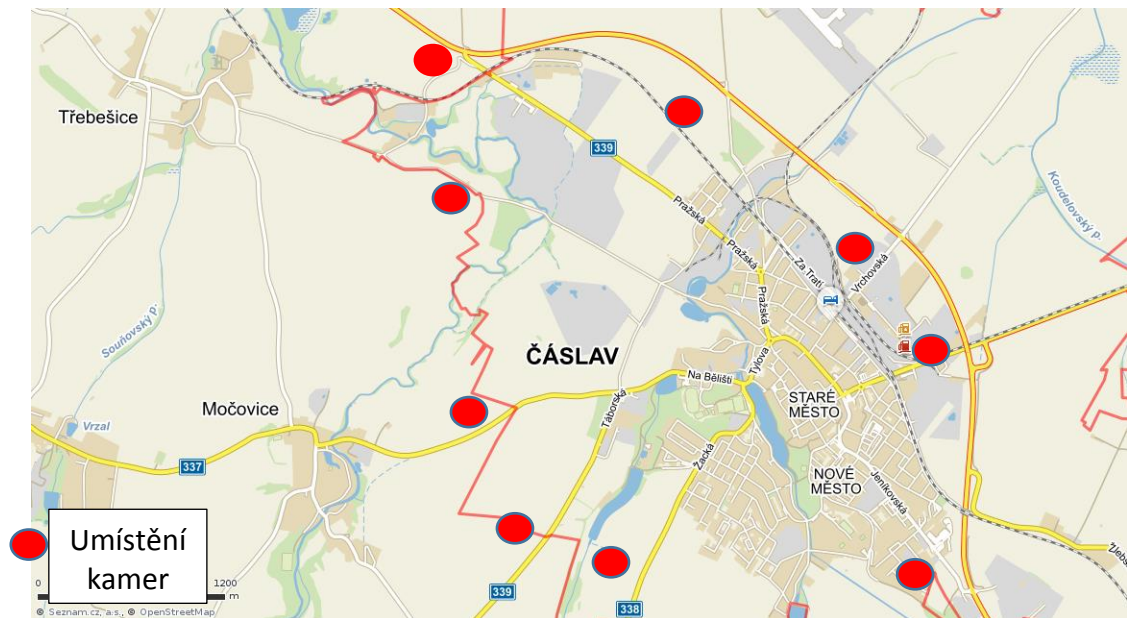 Třebešice
339
Koudelovský p.
Pražská
Pražská
Za Tratí
Vrchovská
Pražská
Souňovský p.
ČÁSLAV
Tylova
Na Bělišti
STARÉ
MĚSTO
Močovice
Táborská
Vrzal
Žacká
337
NOVÉ
MĚSTO
Jeníkovská
Umístění
kamer
0
1200
m
339
338
© Seznam.cz, a.s., © OpenStreetMap